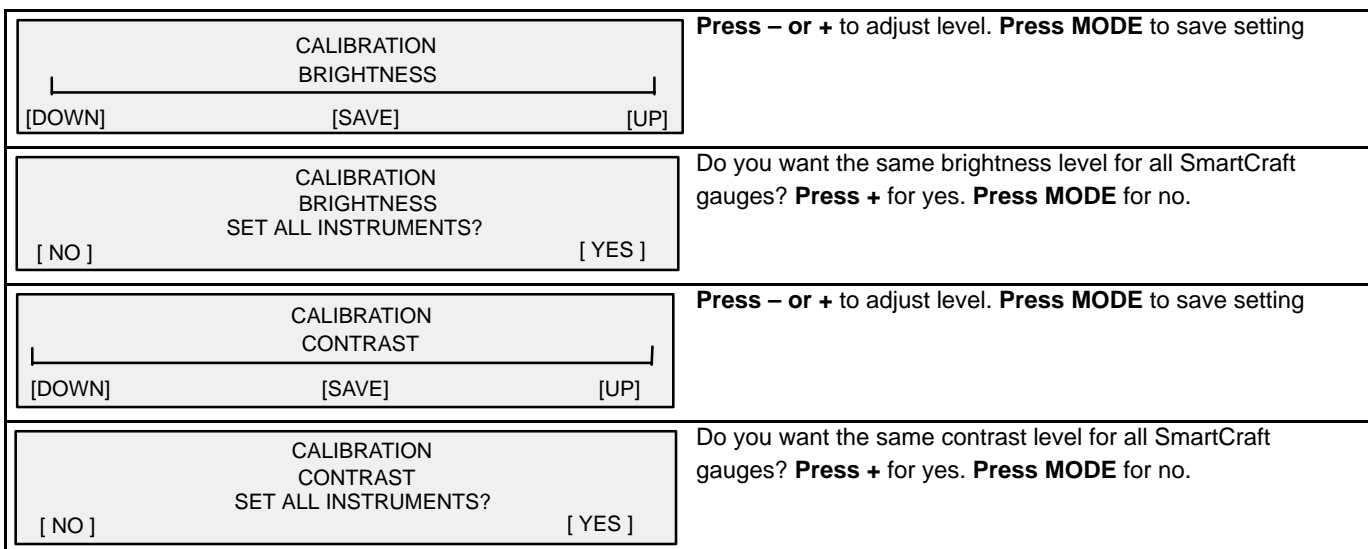 CALIBRATION
BRIGHTNESS
[DOWN] [SAVE] [UP]
Press – or + to adjust level. Press MODE to save setting
CALIBRATION
BRIGHTNESS
SET ALL INSTRUMENTS?
[ NO ] [ YES ]
Do you want the same brightness level for all SmartCraft
gauges? Press + for yes. Press MODE for no.
CALIBRATION
CONTRAST
[DOWN] [SAVE] [UP]
Press – or + to adjust level. Press MODE to save setting
CALIBRATION
CONTRAST
SET ALL INSTRUMENTS?
[ NO ] [ YES ]
Do you want the same contrast level for all SmartCraft
gauges? Press + for yes. Press MODE for no.